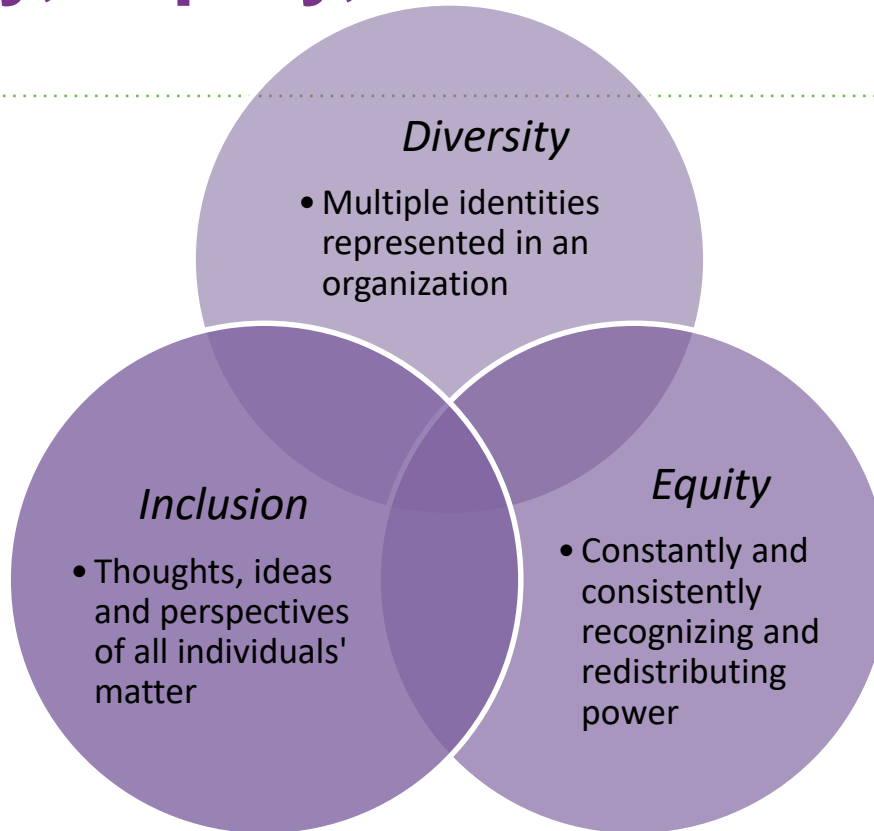 Diversity
• Multiple identities
represented in an
organization
Inclusion
• Thoughts, ideas
and perspectives
of all individuals'
matter
Equity
• Constantly and
consistently
recognizing and
redistributing
power